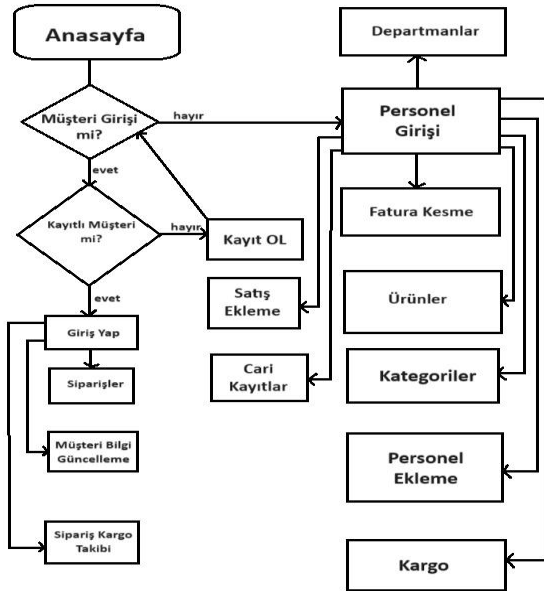 Anasayfa
Departmanlar
Müşteri Girişi
mi?
hayır
Personel
Girişi
evet
Kayıtlı Müşteri
mi?
hayır
Kayıt OL
Fatura Kesme
evet
Satış
Ekleme
Ürünler
Giriş Yap
Siparişler
Cari
Kayıtlar
Kategoriler
Müşteri Bilgi
Güncelleme
Personel
Ekleme
Sipariş Kargo
Takibi
Kargo